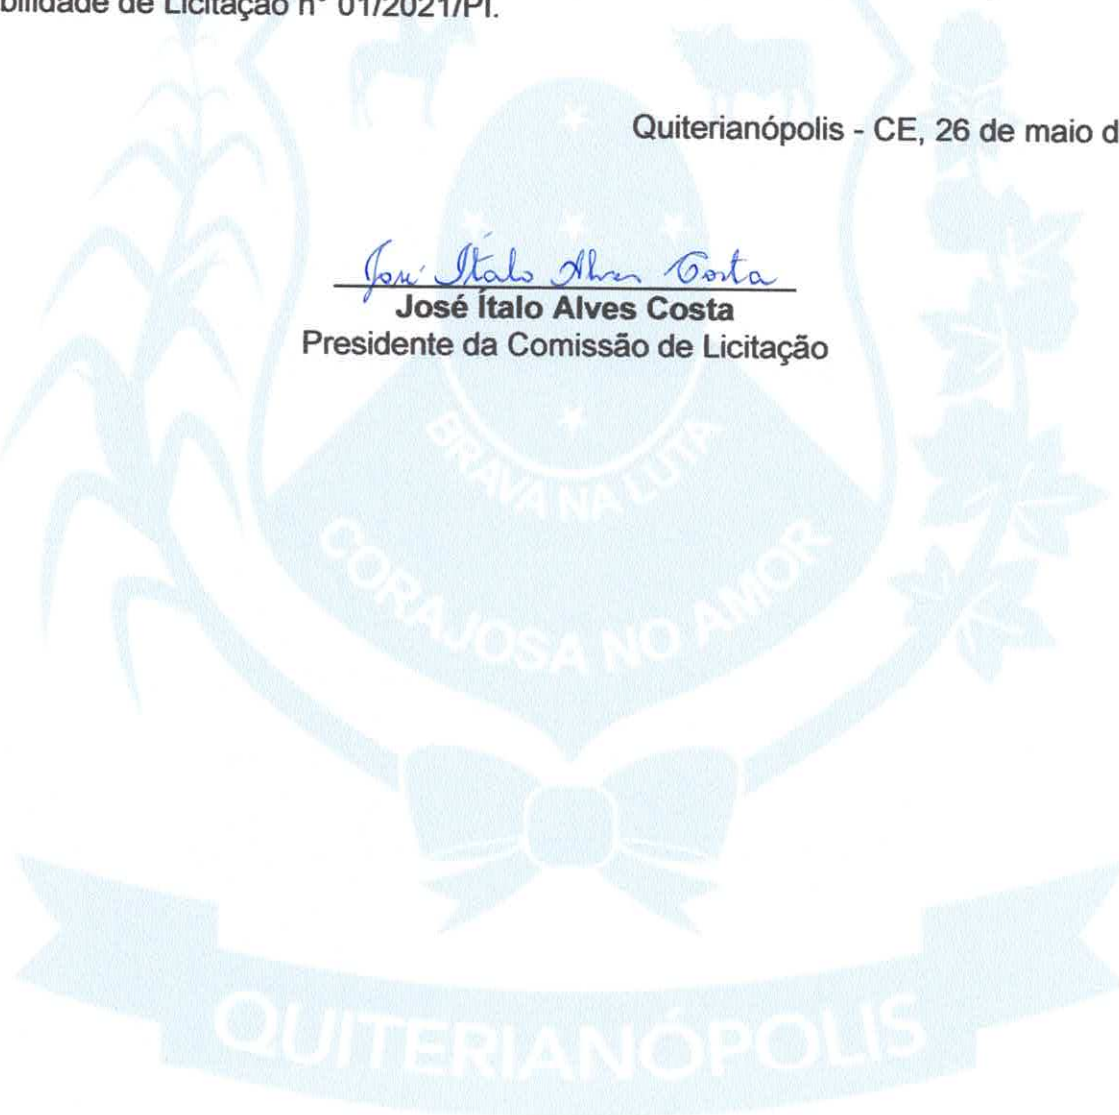 bilidade de Licitação n° 01/2021/PI.
Quiterianópolis - CE, 26 de maio d
José Ítalo Alves Costa
José Ítalo Alves Costa
Presidente da Comissão de Licitação
BRAVA NA LUTA
CORAJOSA NO AMOR
QUITERIANÓPOLIS